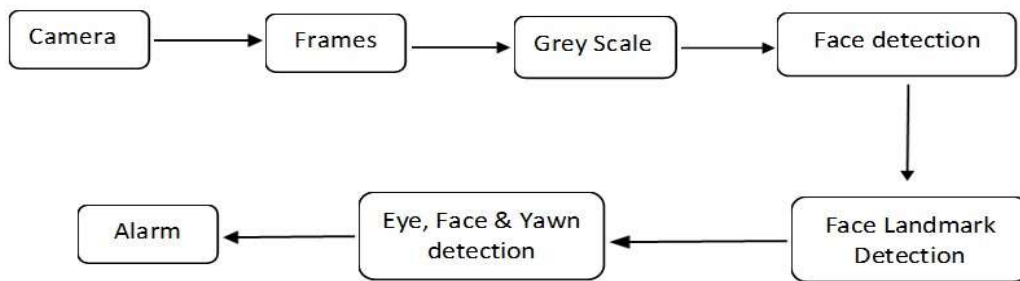 Camera
Frames
Grey Scale
Face detection
Face Landmark
Detection
Eye, Face & Yawn
detection
Alarm